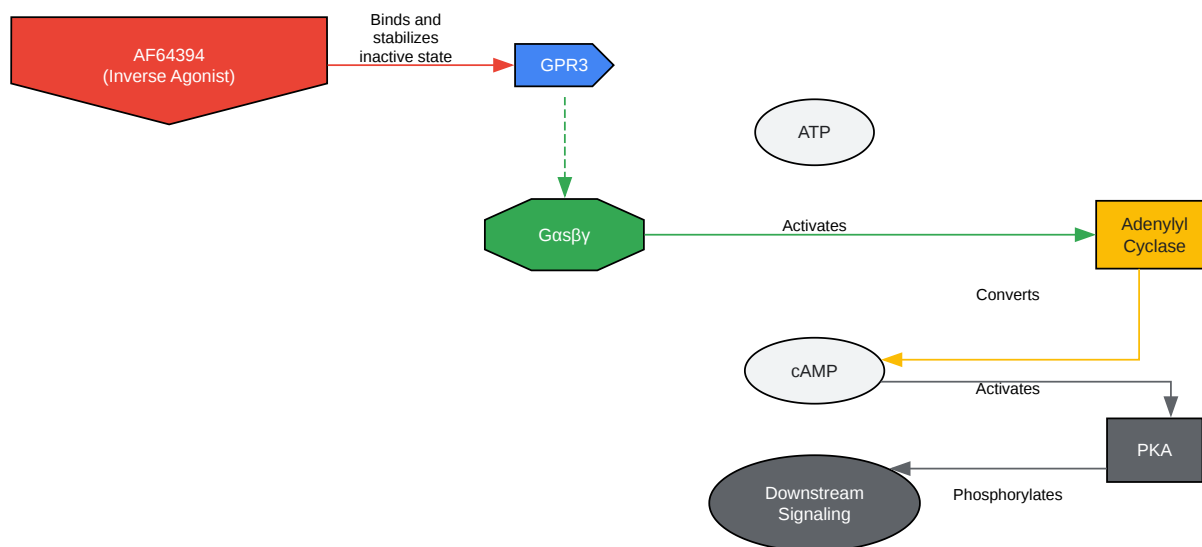 AF64394
(Inverse Agonist)
Binds and
stabilizes
inactive state
GPR3
ATP
Gαsβγ
Activates
Adenylyl
Cyclase
Converts
cAMP
Activates
PKA
Phosphorylates
Downstream
Signaling